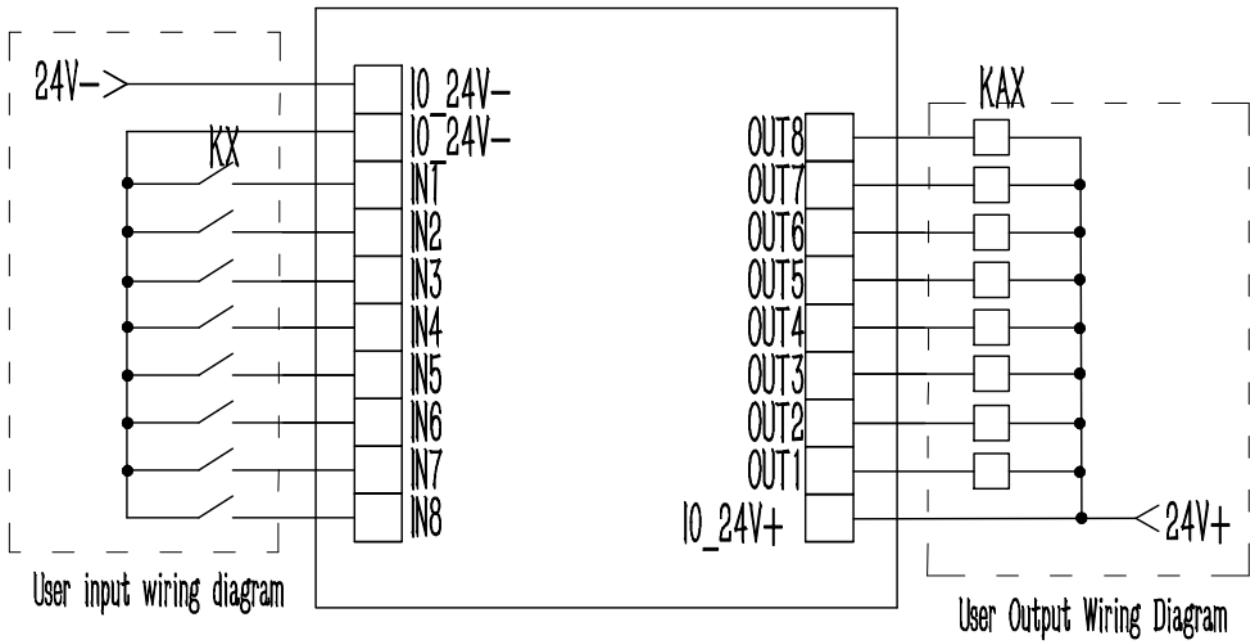 24V-
KX
IO_24V-
IO_24V-
IN1
IN2
IN3
IN4
IN5
IN6
IN7
IN8
User input wiring diagram
OUT8
OUT7
OUT6
OUT5
OUT4
OUT3
OUT2
OUT1
IO_24V+
KAX
24V+
User Output Wiring Diagram